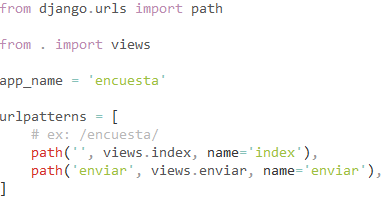 from django.urls import path
from . import views
app_name = 'encuesta'
urlpatterns = [
    # ex: /encuesta/
    path('', views.index, name='index'),
    path('enviar', views.enviar, name='enviar'),
]